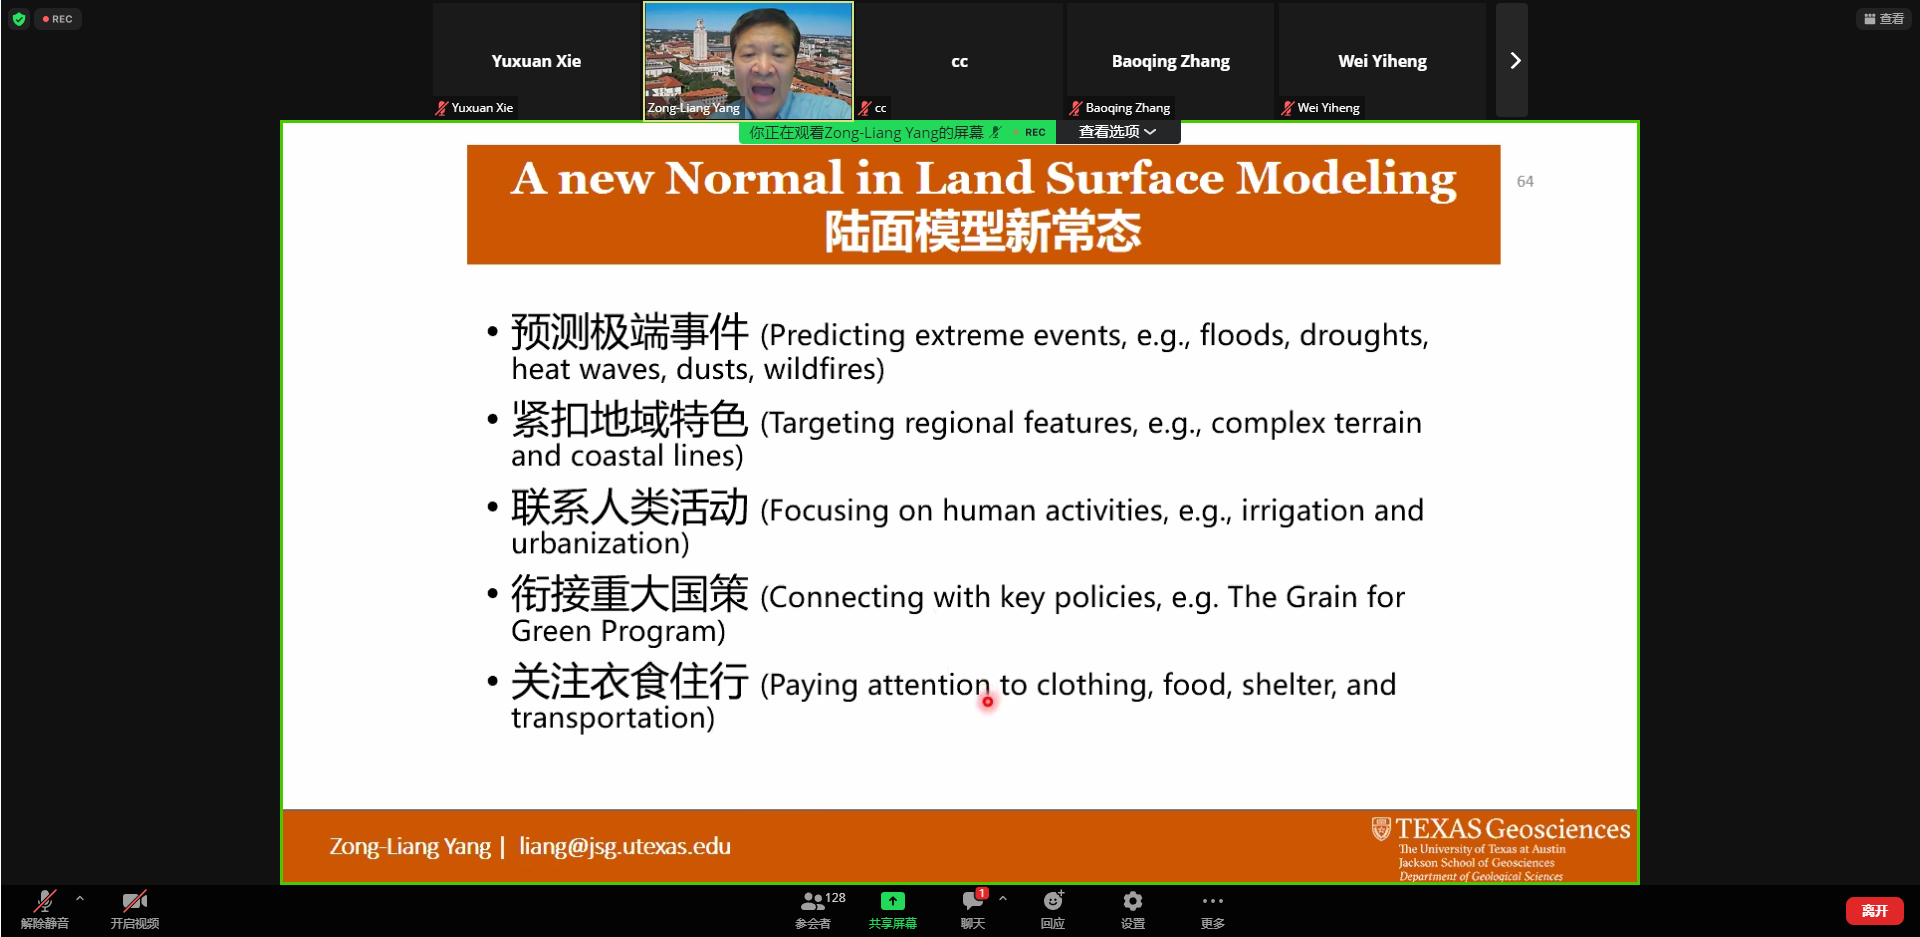 REC
查看
Yuxuan Xie
cc
Baoqing Zhang
Wei Yiheng
Yuxuan Xie
Zong-Liang Yang
cc
Baoqing Zhang
Wei Yiheng
你正在观看Zong-Liang Yang的屏幕
REC
查看选项
A new Normal in Land Surface Modeling
64
陆面模型新常态
• 预测极端事件 (Predicting extreme events, e.g., floods, droughts,
heat waves, dusts, wildfires)
• 紧扣地域特色 (Targeting regional features, e.g., complex terrain
and coastal lines)
• 联系人类活动 (Focusing on human activities, e.g., irrigation and
urbanization)
• 衔接重大国策 (Connecting with key policies, e.g. The Grain for
Green Program)
• 关注衣食住行 (Paying attention to clothing, food, shelter, and
transportation)
Zong-Liang Yang | liang@jsg.utexas.edu
TEXAS Geosciences
The University of Texas at Austin
Jackson School of Geosciences
Department of Geological Sciences
解除静音
开启视频
128
参会者
共享屏幕
1
聊天
回应
设置
更多
离开